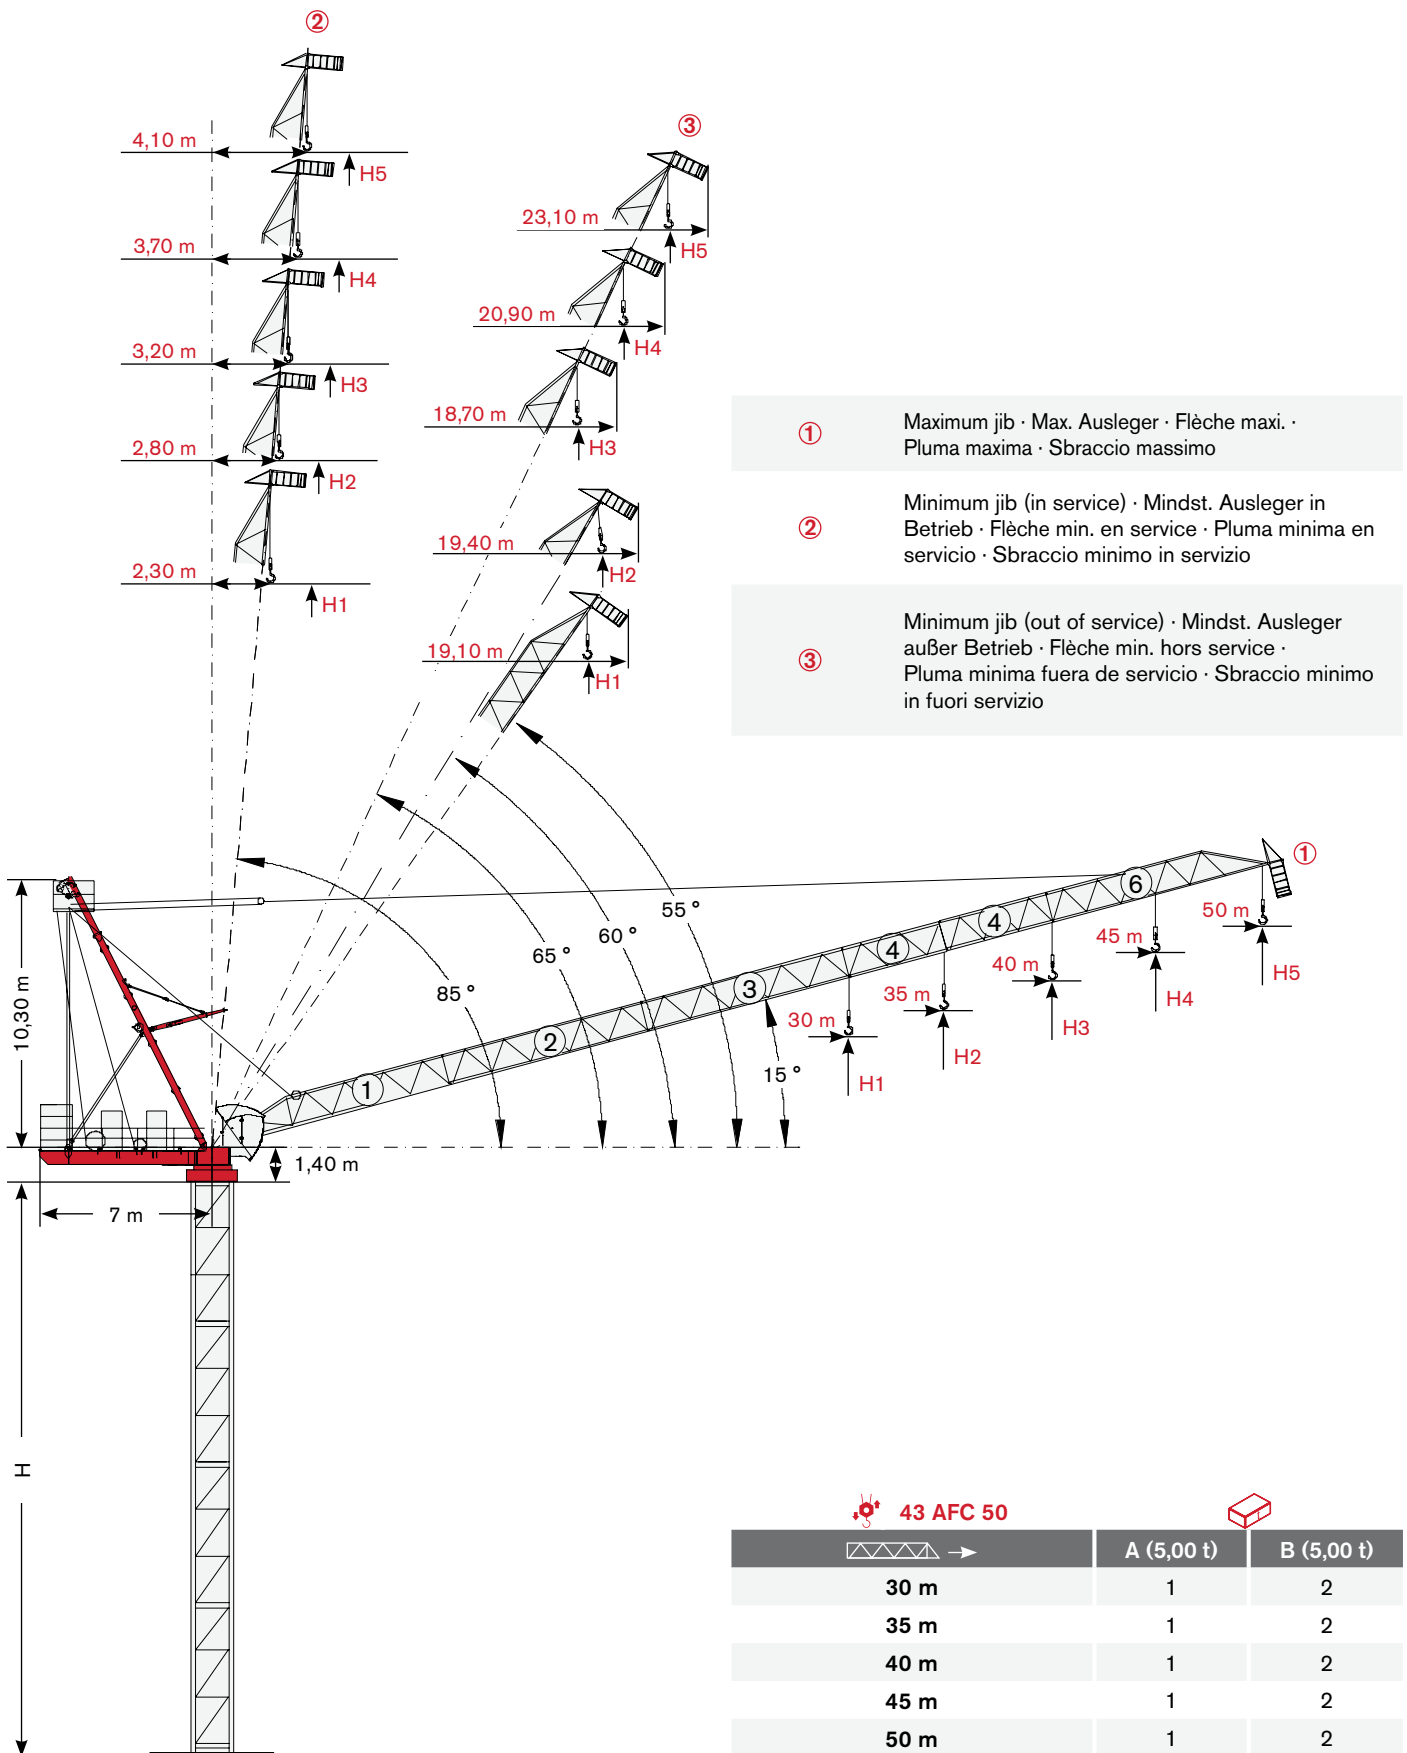 ②
4,10 m
H5
3,70 m
H4
3,20 m
H3
2,80 m
H2
2,30 m
H1
③
23,10 m
H5
20,90 m
H4
18,70 m
H3
19,40 m
H2
19,10 m
H1
① Maximum jib · Max. Ausleger · Flèche maxi. ·
Pluma maxima · Sbraccio massimo
② Minimum jib (in service) · Mindst. Ausleger in
Betrieb · Flèche min. en service · Pluma minima en
servicio · Sbraccio minimo in servizio
③ Minimum jib (out of service) · Mindst. Ausleger
außer Betrieb · Flèche min. hors service ·
Pluma minima fuera de servicio · Sbraccio minimo
in fuori servizio
85 °
65 °
60 °
55 °
15 °
①
1
2
3
4
4
6
30 m
H1
35 m
H2
40 m
H3
45 m
H4
50 m
H5
10,30 m
1,40 m
7 m
H
43 AFC 50
A (5,00 t) B (5,00 t)
30 m 1 2
35 m 1 2
40 m 1 2
45 m 1 2
50 m 1 2